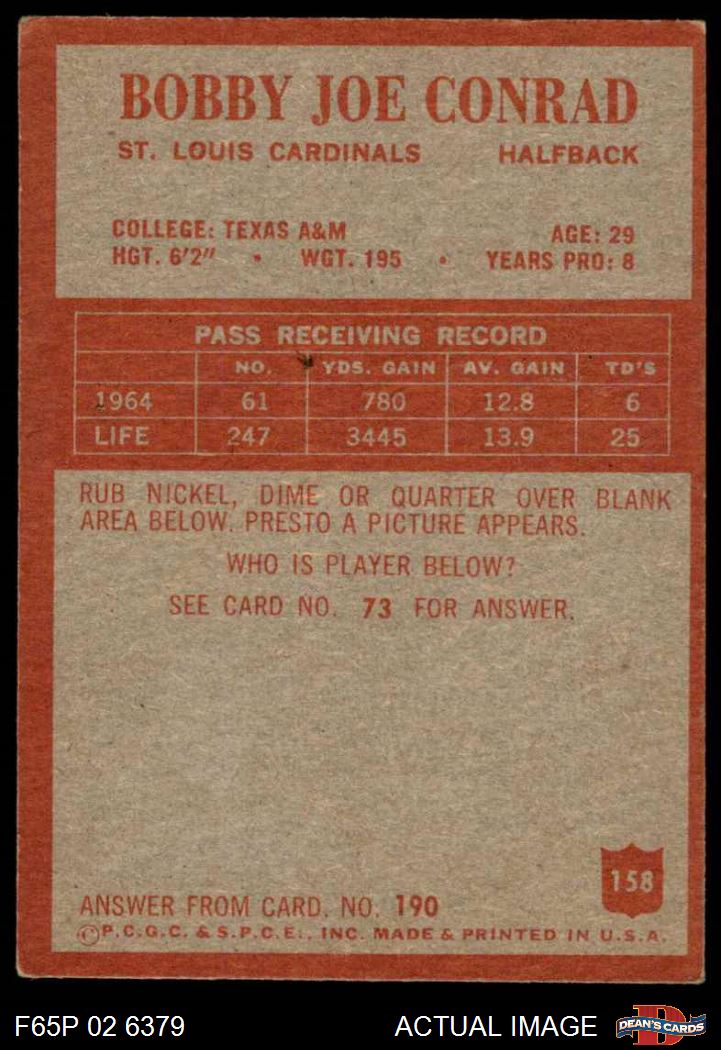 BOBBY JOE CONRAD
ST. LOUIS CARDINALS HALFBACK
COLLEGE: TEXAS A&M AGE: 29
HGT. 6'2" • WGT. 195 • YEARS PRO: 8
PASS RECEIVING RECORD
NO. YDS. GAIN AV. GAIN TD'S
1964 61 780 12.8 6
LIFE 247 3445 13.9 25
RUB NICKEL, DIME OR QUARTER OVER BLANK
AREA BELOW. PRESTO A PICTURE APPEARS.
WHO IS PLAYER BELOW?
SEE CARD NO. 73 FOR ANSWER.
158
ANSWER FROM CARD. NO. 190
©P.C.G.C. & S.P.C.E., INC. MADE & PRINTED IN U.S.A.
F65P 02 6379 ACTUAL IMAGE D DEAN'S CARDS